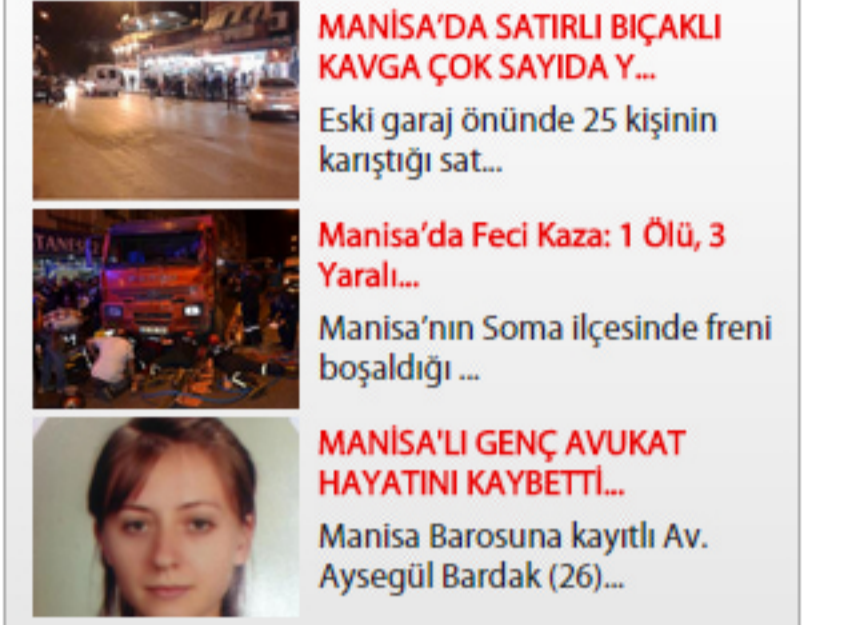 MANİSA’DA SATIRLI BIÇAKLI
KAVGA ÇOK SAYIDA Y...
Eski garaj önünde 25 kişinin
karıştığı sat...
TANESİ
Manisa’da Feci Kaza: 1 Ölü, 3
Yaralı...
Manisa’nın Soma ilçesinde freni
boşaldığı ...
MANİSA'LI GENÇ AVUKAT
HAYATINI KAYBETTİ...
Manisa Barosuna kayıtlı Av.
Aysegül Bardak (26)...